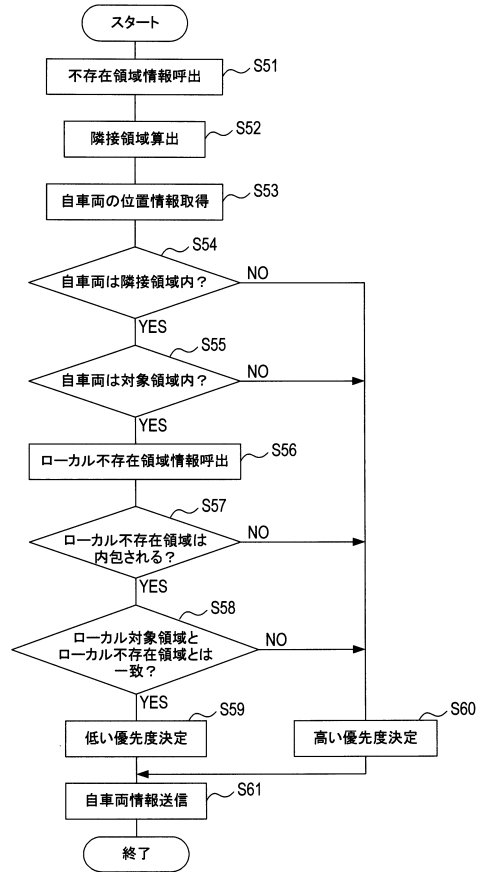 スタート
不存在領域情報呼出
S51
隣接領域算出
S52
自車両の位置情報取得
S53
S54
自車両は隣接領域内？
NO
YES
S55
自車両は対象領域内？
NO
YES
ローカル不存在領域情報呼出
S56
S57
ローカル不存在領域は
内包される？
NO
YES
S58
ローカル対象領域と
ローカル不存在領域とは
一致？
NO
YES
S59
低い優先度決定
S60
高い優先度決定
自車両情報送信
S61
終了